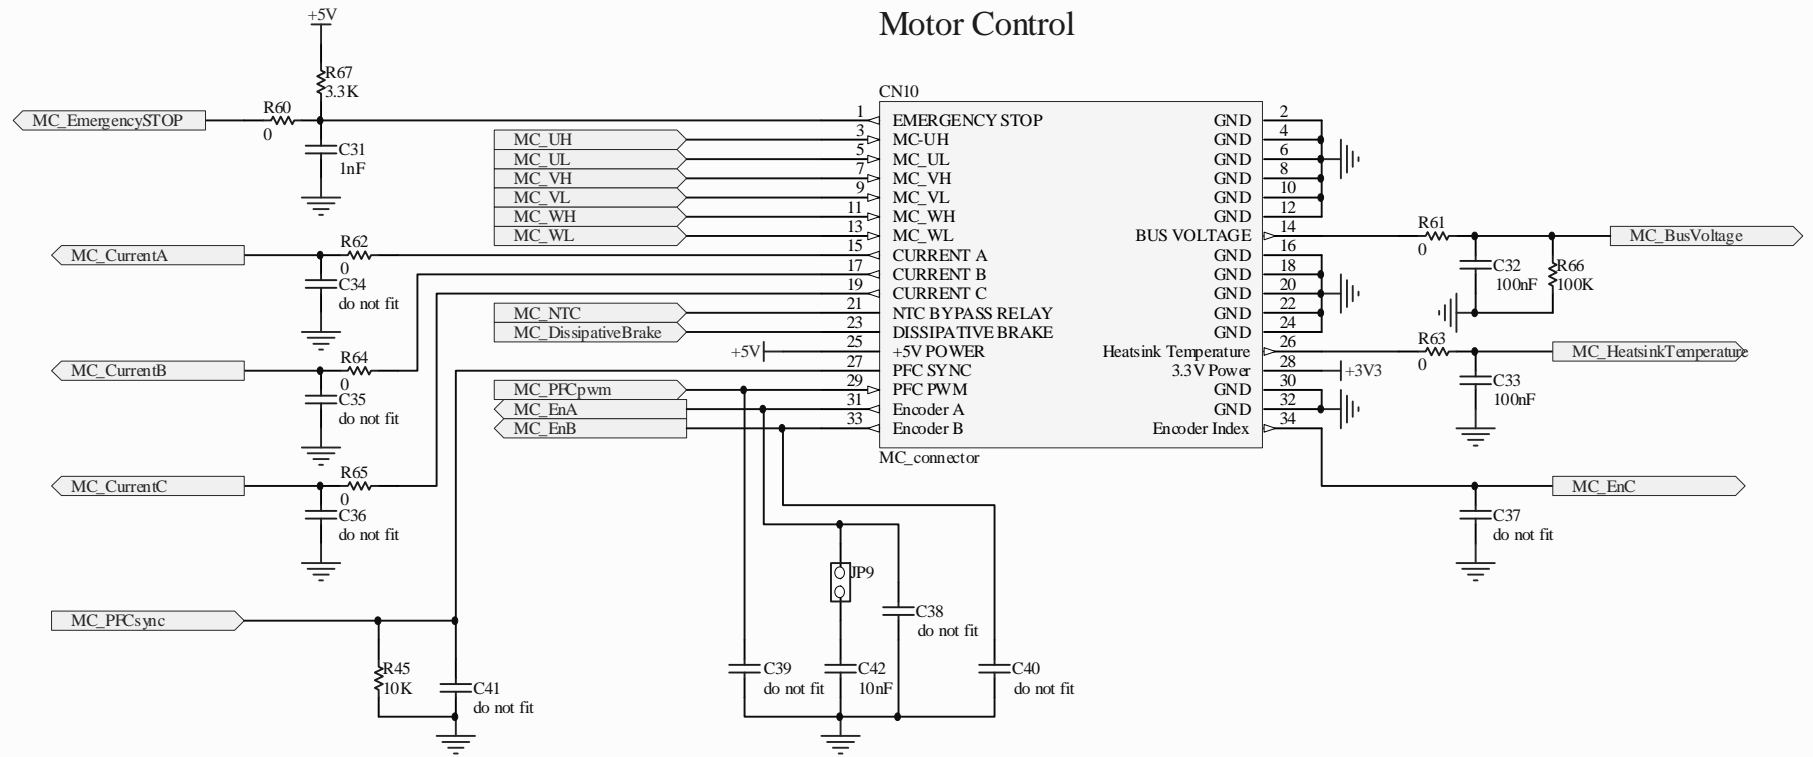 Motor Control
+5V
R67
3.3K
R60
0
MC_EmergencySTOP
C31
1nF
MC_CurrentA
R62
0
C34
do not fit
MC_CurrentB
R64
0
C35
do not fit
MC_CurrentC
R65
0
C36
do not fit
MC_PFCsync
R45
10K
C41
do not fit
MC_UH
MC_UL
MC_VH
MC_VL
MC_WH
MC_WL
MC_NTC
MC_DissipativeBrake
+5V
MC_PFCpwm
MC_EnA
MC_EnB
CN10
1 EMERGENCY STOP GND 2
3 MC-UH GND 4
5 MC_UL GND 6
7 MC_VH GND 8
9 MC_VL GND 10
11 MC_WH GND 12
13 MC_WL BUS VOLTAGE 14
15 CURRENT A GND 16
17 CURRENT B GND 18
19 CURRENT C GND 20
21 NTC BYPASS RELAY GND 22
23 DISSIPATIVE BRAKE GND 24
25 +5V POWER Heatsink Temperature 26
27 PFC SYNC 3.3V Power 28
29 PFC PWM GND 30
31 Encoder A GND 32
33 Encoder B Encoder Index 34
MC_connector
JP9
C38
do not fit
C39
do not fit
C42
10nF
C40
do not fit
R61
0
MC_BusVoltage
C32
100nF
R66
100K
R63
0
MC_HeatsinkTemperature
+3V3
C33
100nF
MC_EnC
C37
do not fit